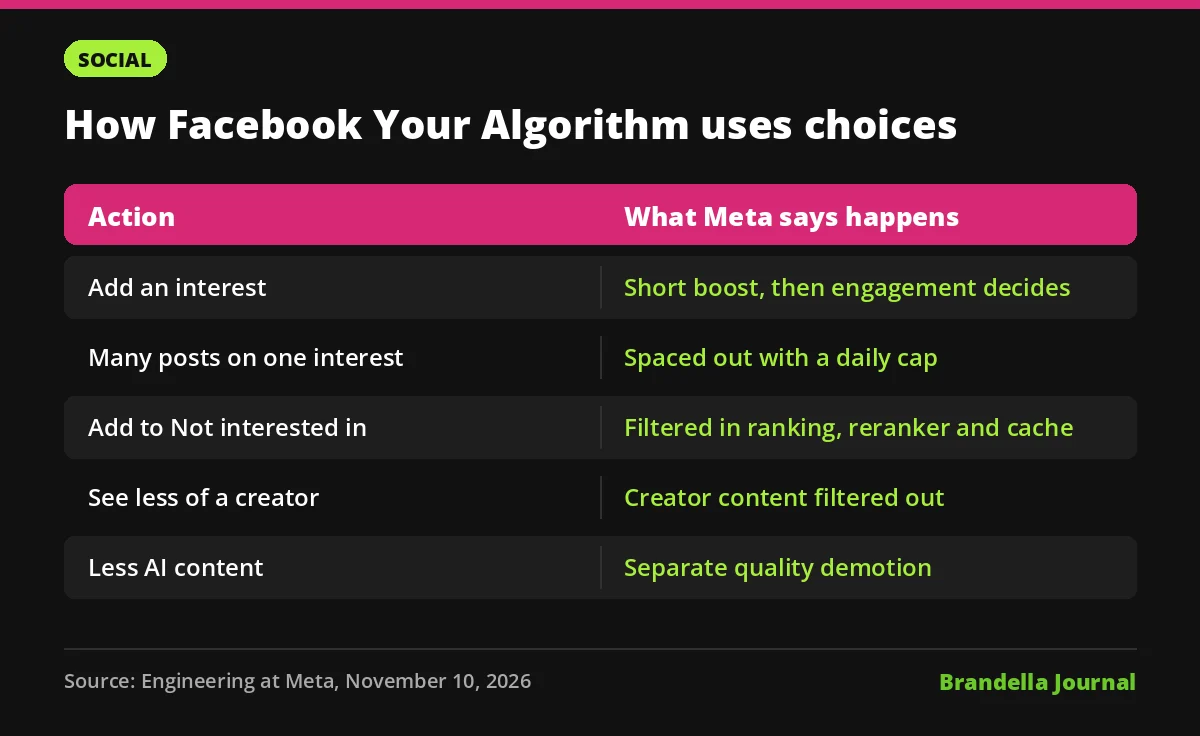 SOCIAL
How Facebook Your Algorithm uses choices
Action What Meta says happens
Add an interest Short boost, then engagement decides
Many posts on one interest Spaced out with a daily cap
Add to Not interested in Filtered in ranking, reranker and cache
See less of a creator Creator content filtered out
Less AI content Separate quality demotion
Source: Engineering at Meta, November 10, 2026 Brandella Journal